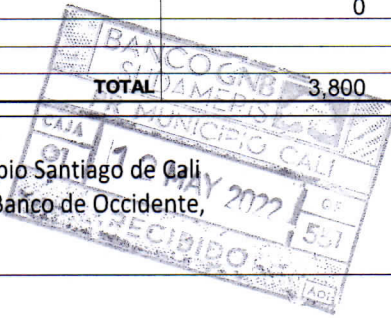 0
TOTAL 3,800
BANCO GNB
SUDAMERIS
MUNICIPIO CALI
CAJA
01
MAY 2022
RECIBIDO
pio Santiago de Cali
Banco de Occidente,